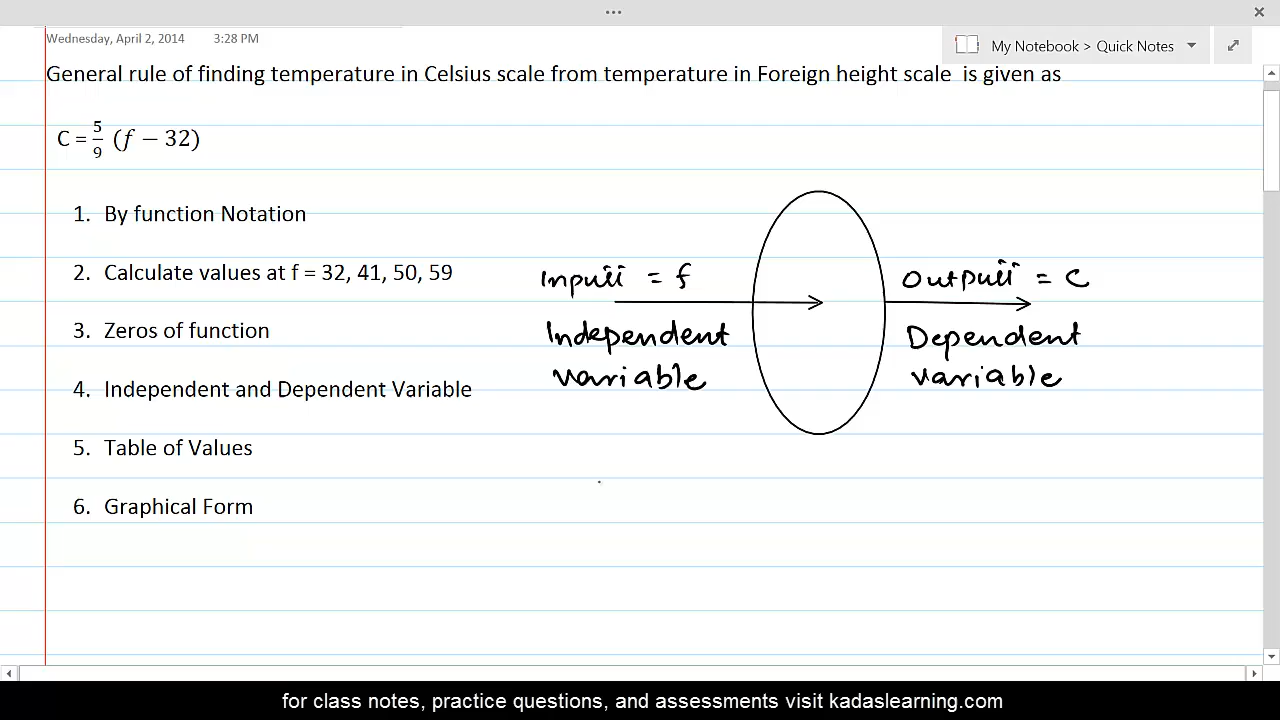 Wednesday, April 2, 2014 3:28 PM
My Notebook > Quick Notes
General rule of finding temperature in Celsius scale from temperature in Foreign height scale is given as
C = 5/9 (f − 32)
1. By function Notation
2. Calculate values at f = 32, 41, 50, 59
3. Zeros of function
4. Independent and Dependent Variable
5. Table of Values
6. Graphical Form
Input = f
Independent
variable
Output = C
Dependent
variable
for class notes, practice questions, and assessments visit kadaslearning.com